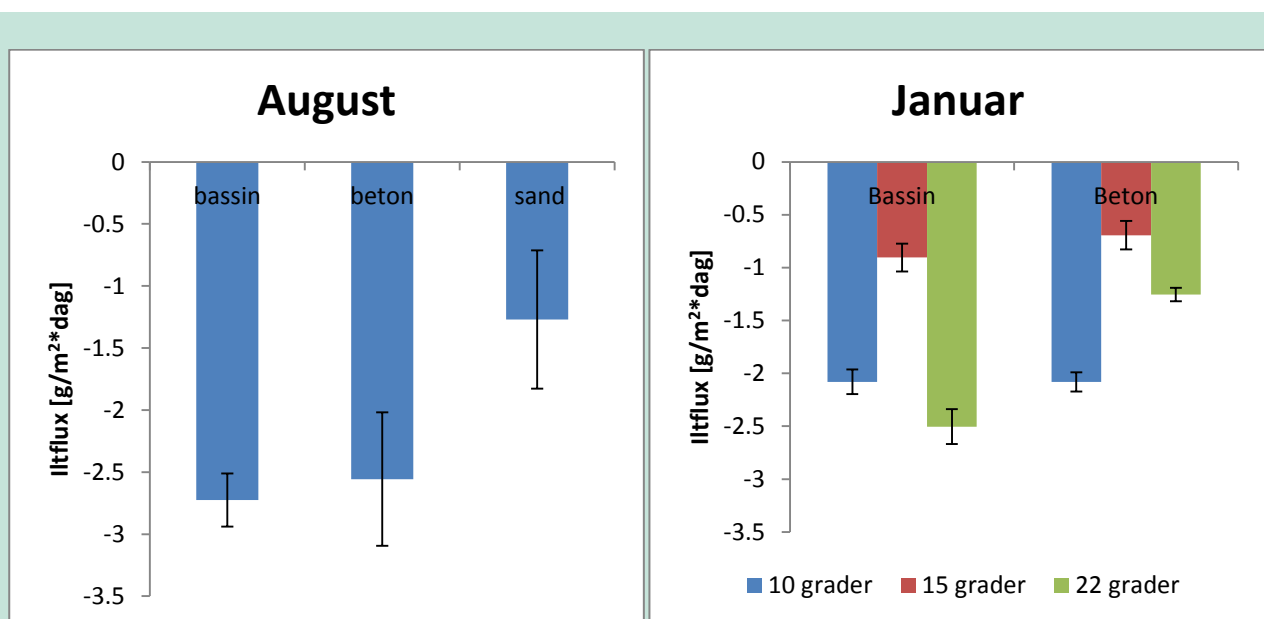 August
0
-0.5
-1
-1.5
-2
-2.5
-3
-3.5
Iltflux [g/m²*dag]
bassin beton sand
Januar
0
-0.5
-1
-1.5
-2
-2.5
-3
-3.5
Iltflux [g/m²*dag]
Bassin Beton
10 grader 15 grader 22 grader